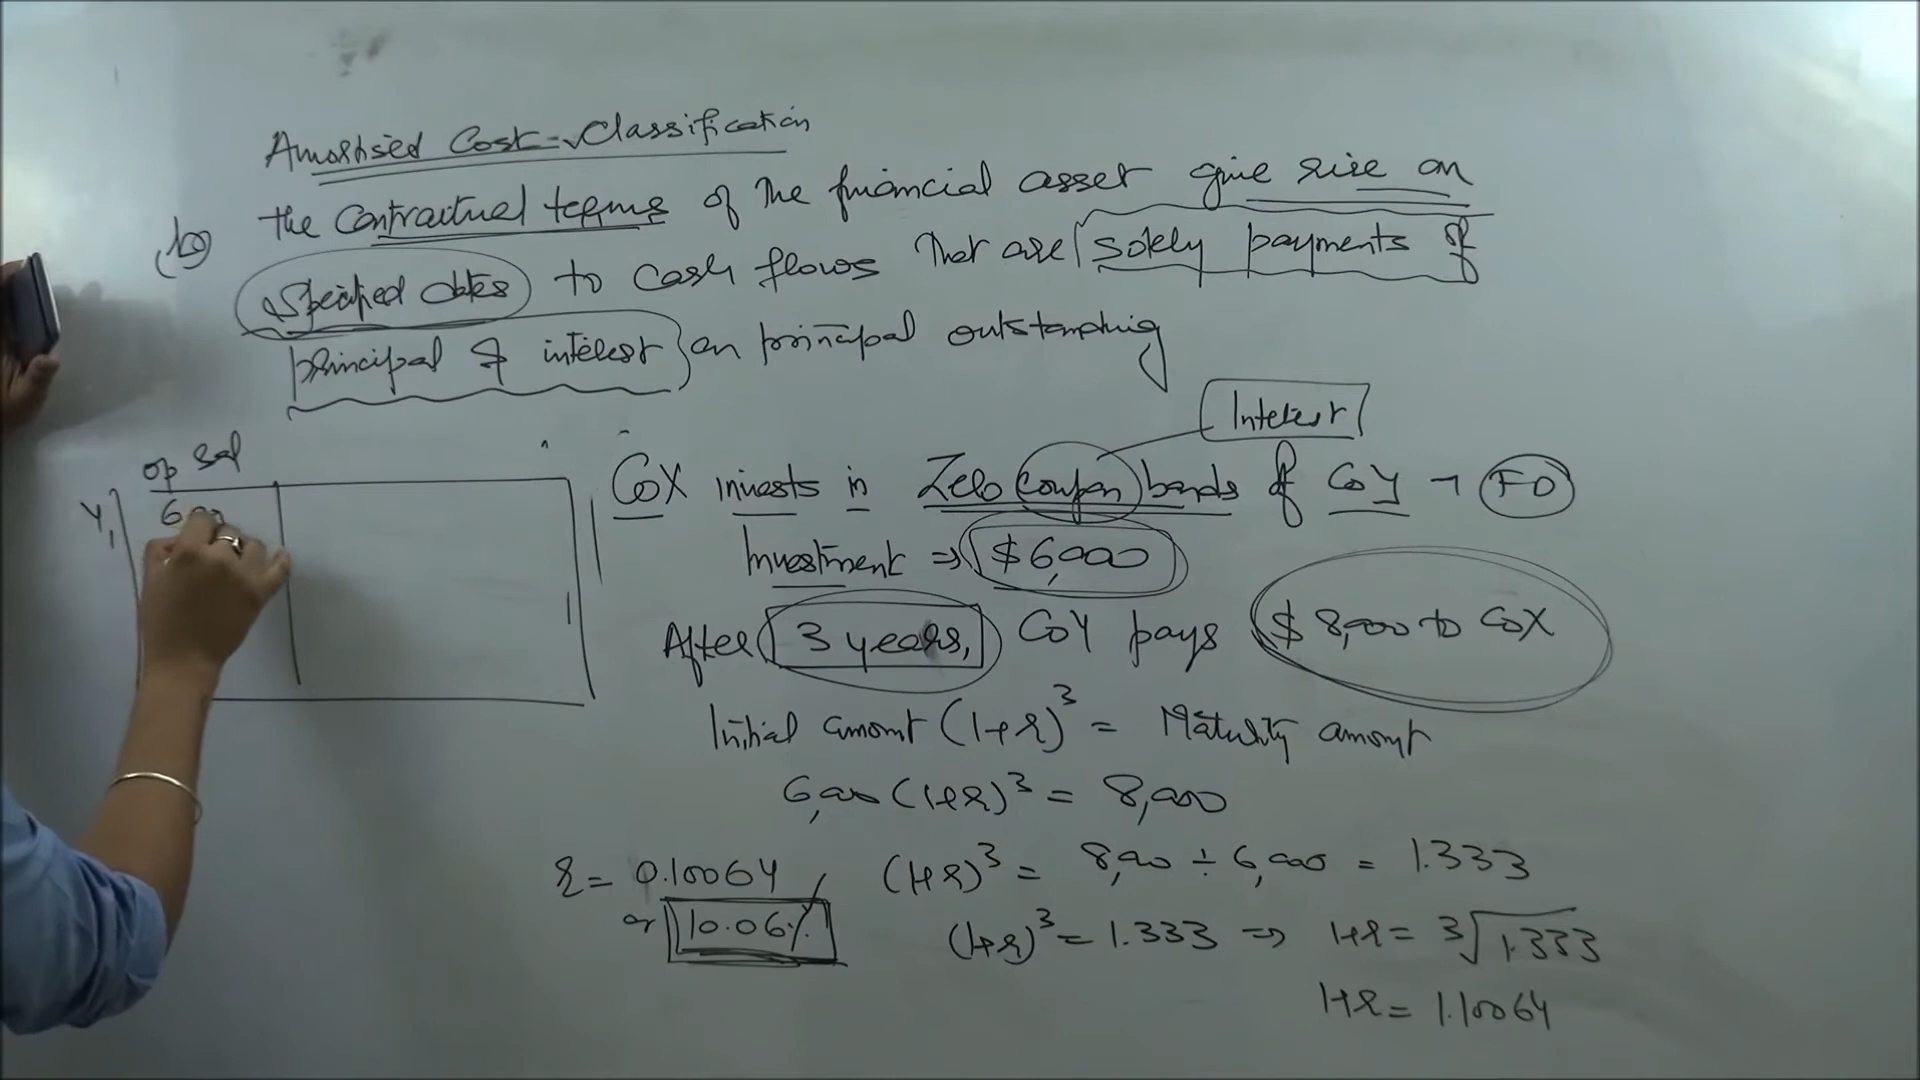 Amortised Cost - Classification
(b) the contractual terms of the financial asset give rise on
specified dates to cash flows that are solely payments of
principal & interest on principal outstanding
Interest
op Bal
Y1
CoX invests in Zero coupon bonds of CoY → FD
Investment ⇒ $6,000
After 3 years, CoY pays $8,000 to CoX
Initial amount (1+r)³ = Maturity amount
6,000 (1+r)³ = 8,000
(1+r)³ = 8,000 ÷ 6,000 = 1.333
(1+r)³ = 1.333 ⇒ 1+r = 3√1.333
1+r = 1.10064
r = 0.10064
or 10.06%